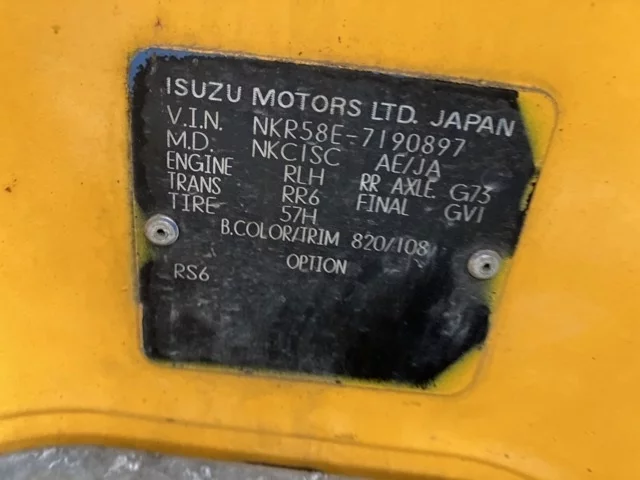 ISUZU MOTORS LTD. JAPAN
V.I.N. NKR58E-7190897
M.D. NKC1SC AE/JA
ENGINE RLH RR AXLE G73
TRANS RR6 FINAL GV1
TIRE 57H
B.COLOR/TRIM 820/108
OPTION
RS6